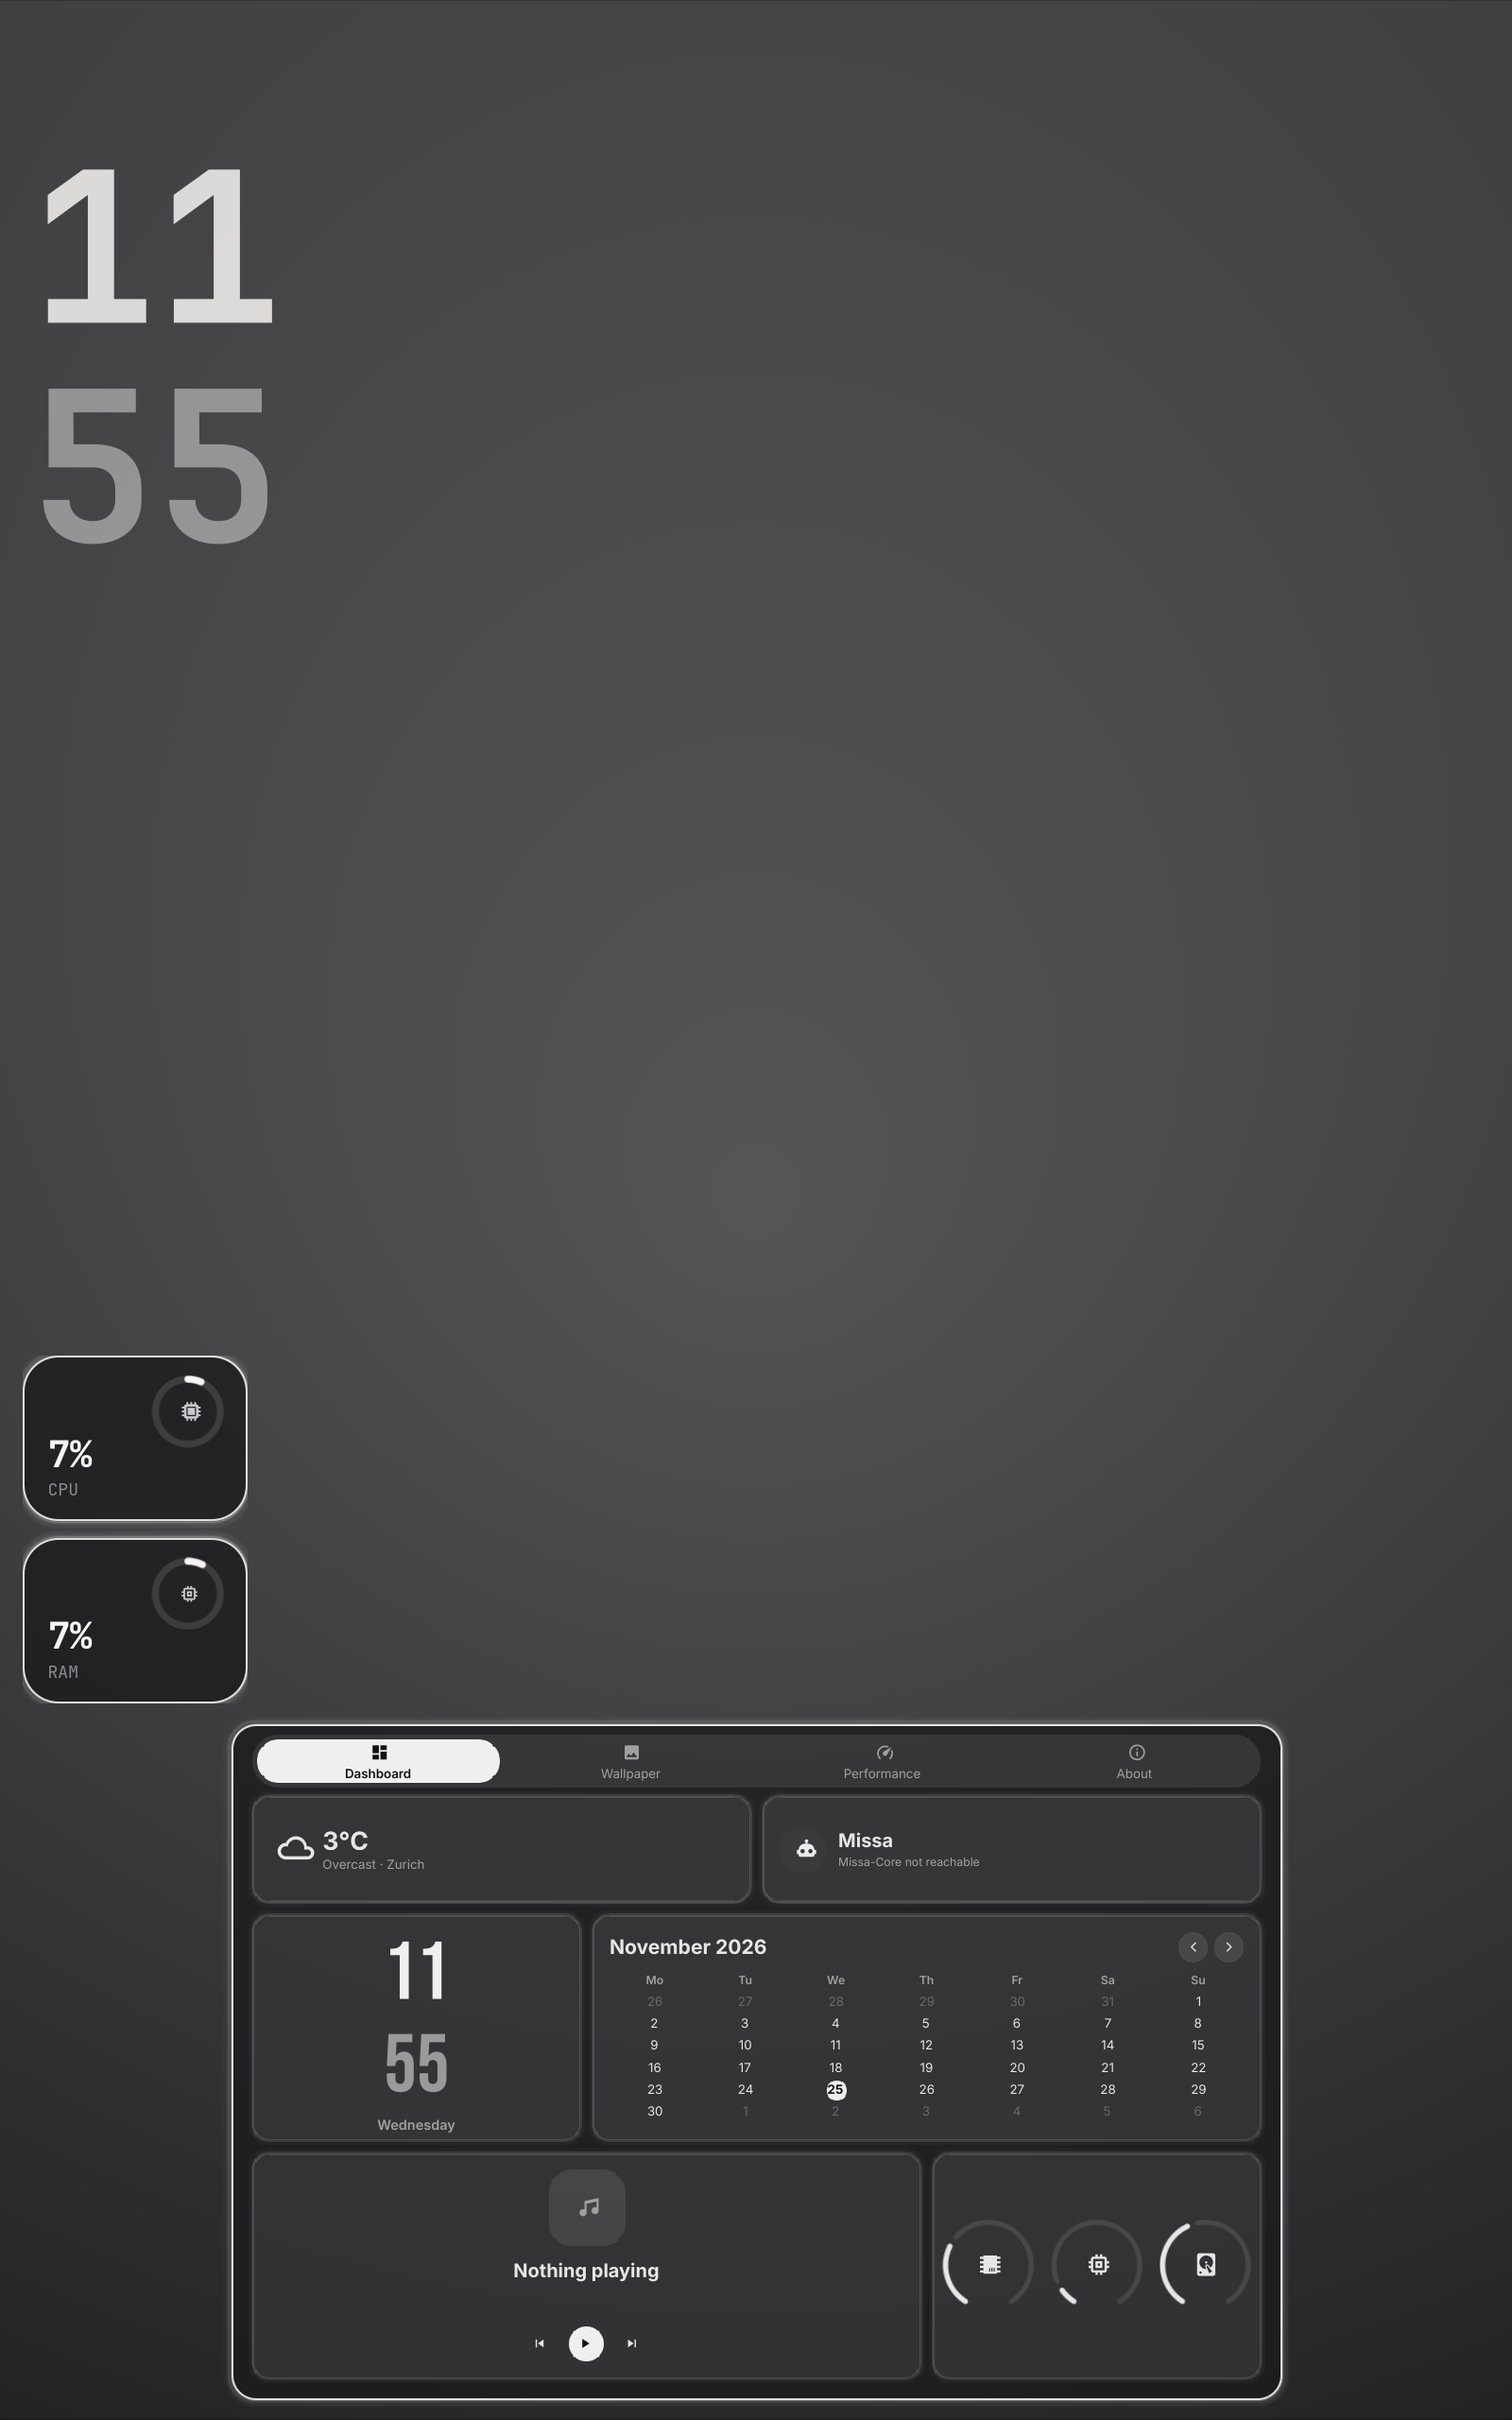 11
55
7%
CPU
7%
RAM
Dashboard Wallpaper Performance About
3°C
Overcast · Zurich
Missa
Missa-Core not reachable
11
55
Wednesday
November 2026
Mo Tu We Th Fr Sa Su
26 27 28 29 30 31 1
2 3 4 5 6 7 8
9 10 11 12 13 14 15
16 17 18 19 20 21 22
23 24 25 26 27 28 29
30 1 2 3 4 5 6
Nothing playing